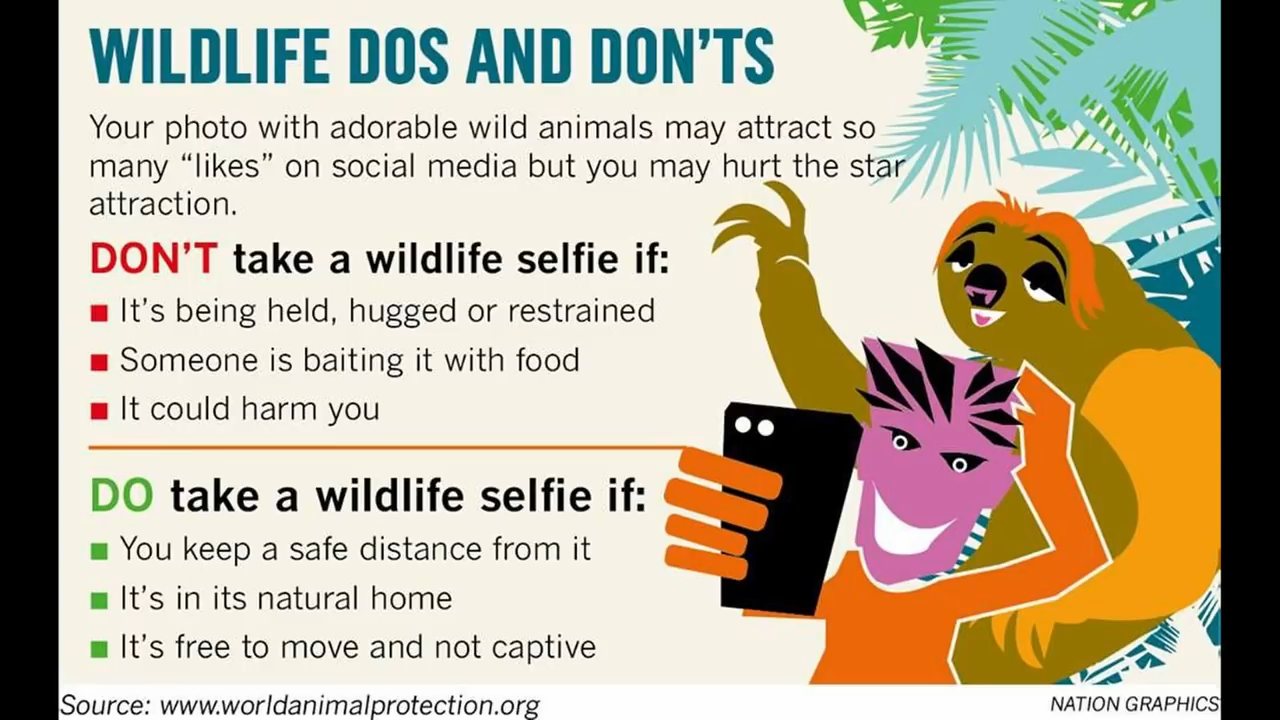 WILDLIFE DOS AND DON'TS
Your photo with adorable wild animals may attract so
many “likes” on social media but you may hurt the star
attraction.
DON'T take a wildlife selfie if:
It's being held, hugged or restrained
Someone is baiting it with food
It could harm you
DO take a wildlife selfie if:
You keep a safe distance from it
It's in its natural home
It's free to move and not captive
Source: www.worldanimalprotection.org
NATION GRAPHICS